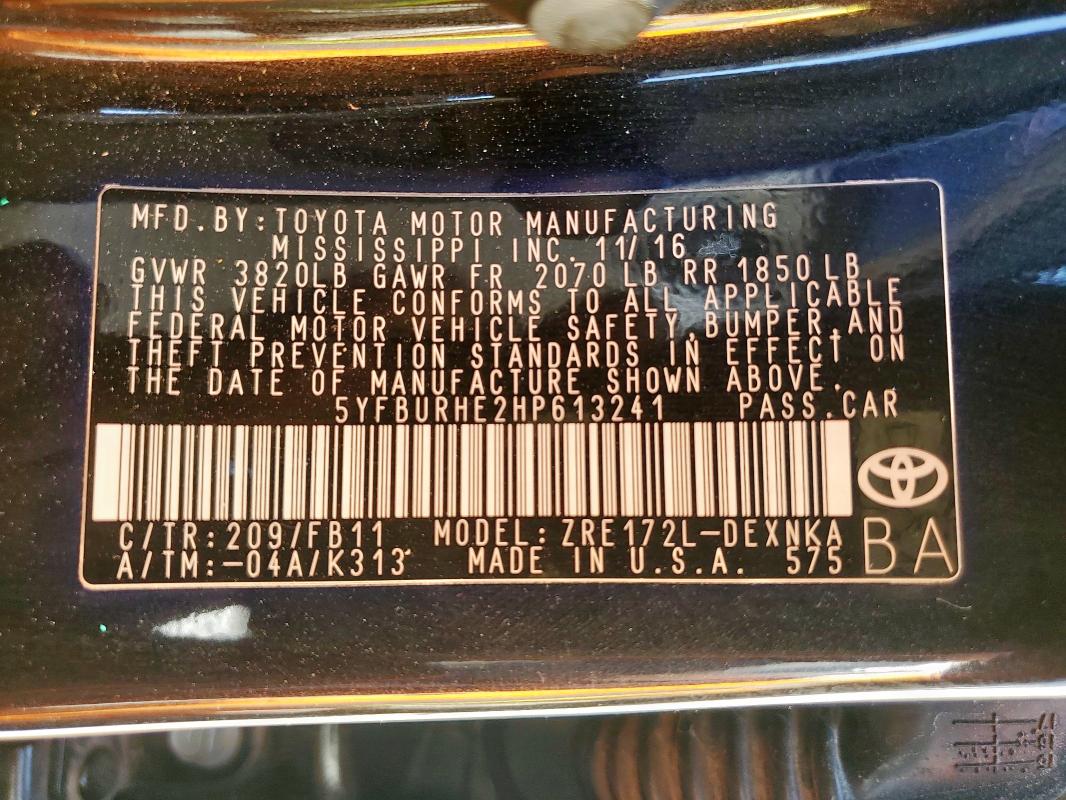 MFD.BY:TOYOTA MOTOR MANUFACTURING
MISSISSIPPI INC. 11/16
GVWR 3820LB GAWR FR 2070 LB RR 1850 LB
THIS VEHICLE CONFORMS TO ALL APPLICABLE
FEDERAL MOTOR VEHICLE SAFETY,BUMPER,AND
THEFT PREVENTION STANDARDS IN EFFECT ON
THE DATE OF MANUFACTURE SHOWN ABOVE.
5YFBURHE2HP613241 PASS.CAR
C/TR:209/FB11 MODEL:ZRE172L-DEXNKA
A/TM:-04A/K313 MADE IN U.S.A. 575
BA